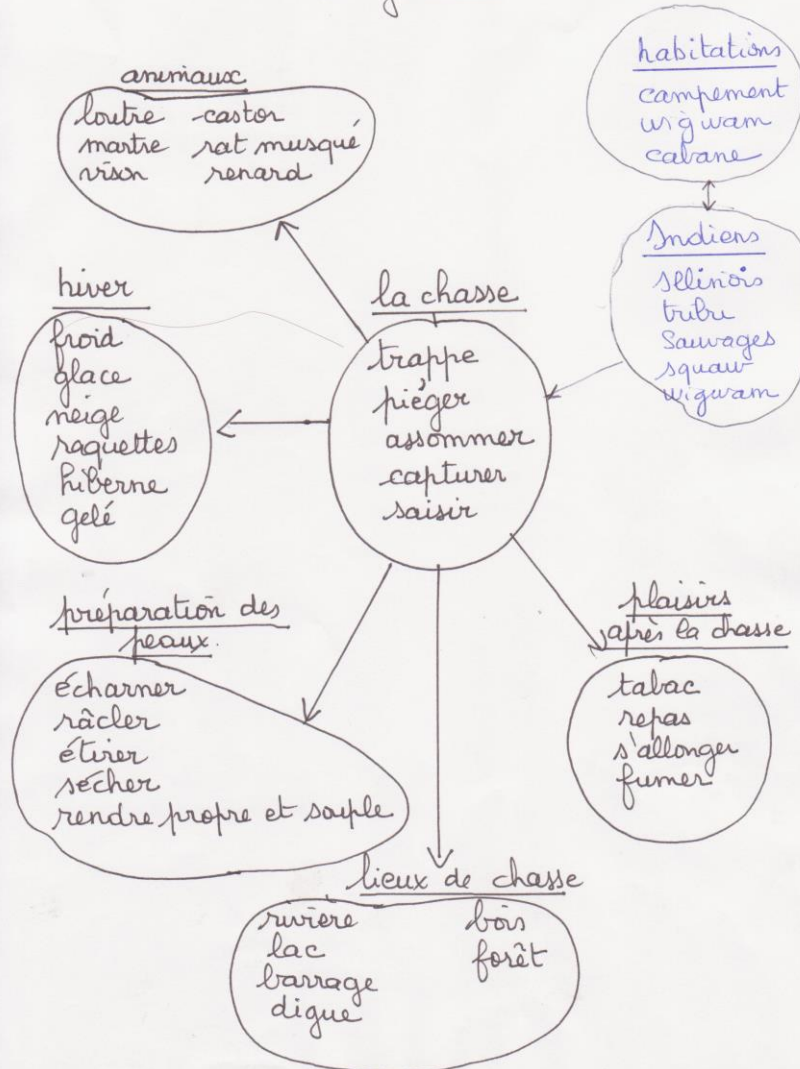 animaux
loutre castor
martre rat musqué
vison renard
habitations
campement
wigwam
cabane
Indiens
Illinois
tribu
Sauvages
squaw
wigwam
hiver
froid
glace
neige
raquettes
hiberne
gelé
la chasse
trappe
piéger
assommer
capturer
saisir
préparation des
peaux.
écharner
râcler
étirer
sécher
rendre propre et souple
plaisirs
après la chasse
tabac
repas
s'allonger
fumer
lieux de chasse
rivière bois
lac forêt
barrage
digue